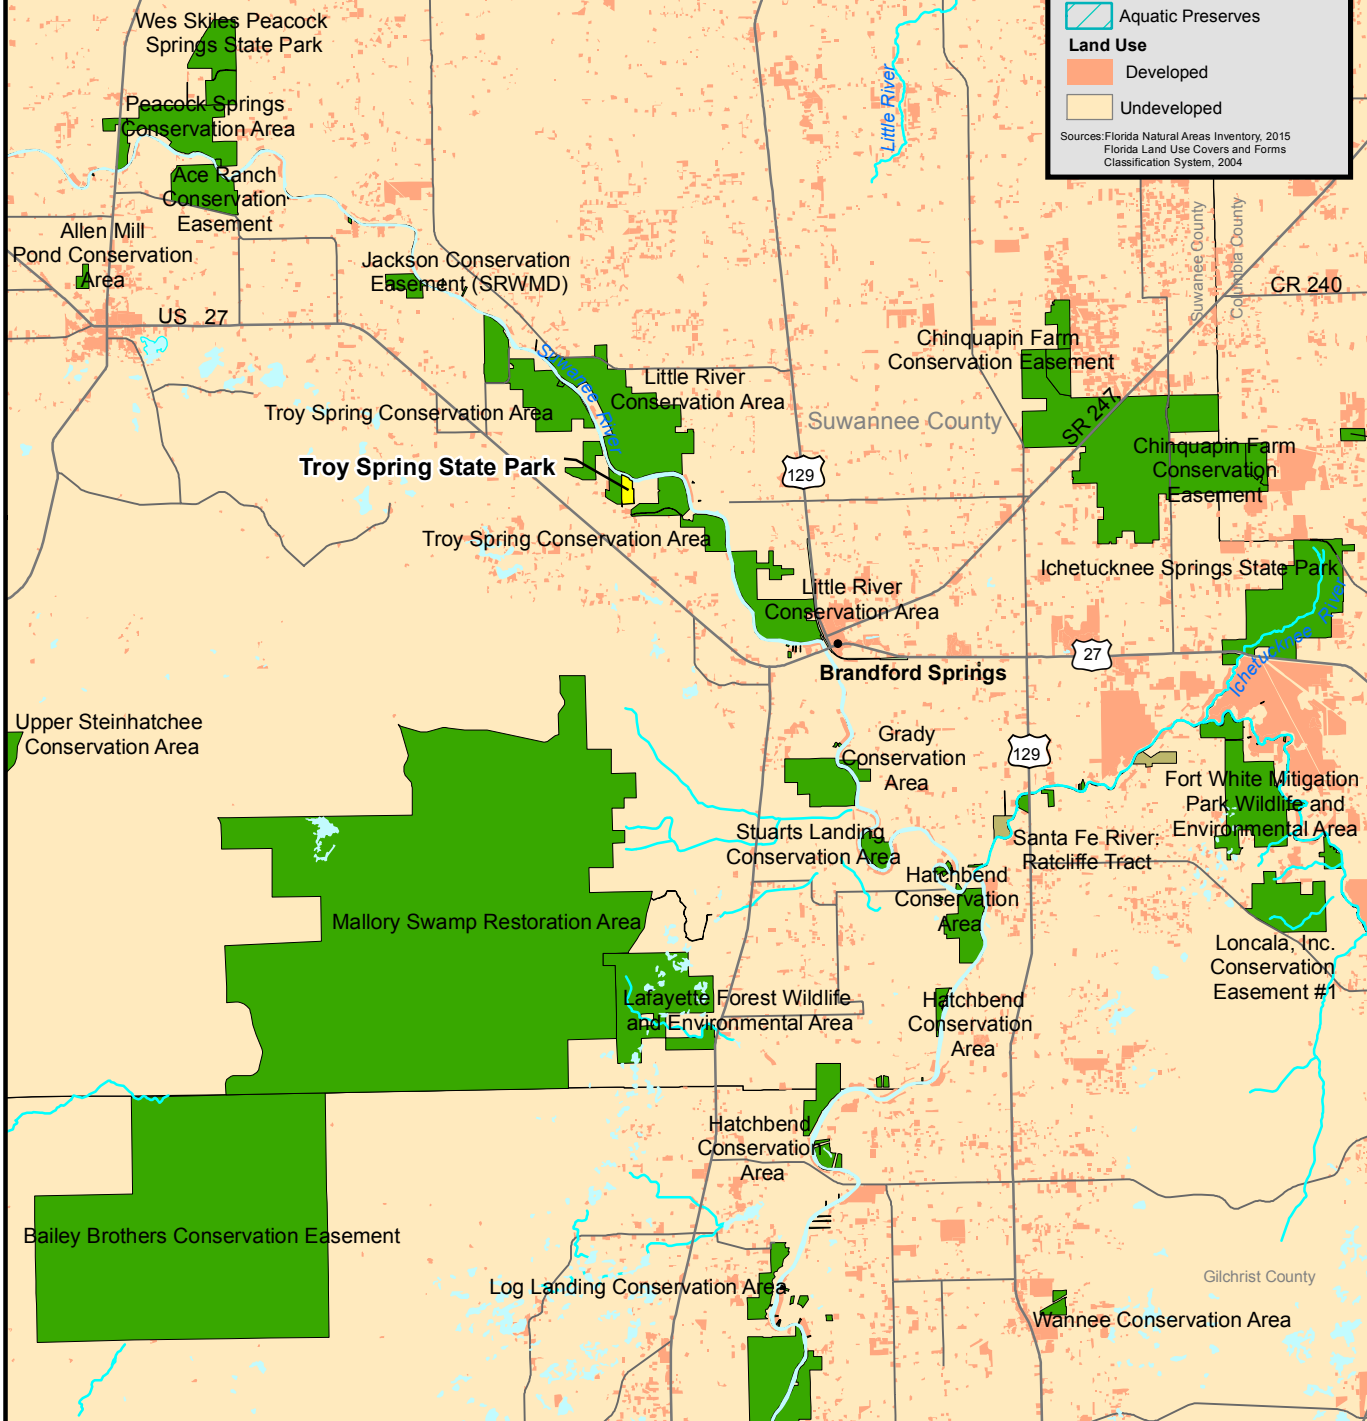 Wes Skiles Peacock
Springs State Park
Aquatic Preserves
Land Use
Developed
Undeveloped
Sources:Florida Natural Areas Inventory, 2015
Florida Land Use Covers and Forms
Classification System, 2004
Little River
Peacock Springs
Conservation Area
Ace Ranch
Conservation
Easement
Allen Mill
Pond Conservation
Area
Suwannee County
Columbia County
Jackson Conservation
Easement (SRWMD)
CR 240
US 27
Chinquapin Farm
Conservation Easement
Suwanee River
Little River
Conservation Area
Troy Spring Conservation Area
Suwannee County
SR 247
Chinquapin Farm
Conservation
Easement
Troy Spring State Park
129
Troy Spring Conservation Area
Ichetucknee Springs State Park
Little River
Conservation Area
Ichetucknee River
27
Brandford Springs
Upper Steinhatchee
Conservation Area
Grady
Conservation
Area
129
Fort White Mitigation
Park Wildlife and
Environmental Area
Stuarts Landing
Conservation Area
Santa Fe River:
Ratcliffe Tract
Hatchbend
Conservation
Area
Mallory Swamp Restoration Area
Loncala, Inc.
Conservation
Easement #1
Lafayette Forest Wildlife
and Environmental Area
Hatchbend
Conservation
Area
Hatchbend
Conservation
Area
Bailey Brothers Conservation Easement
Log Landing Conservation Area
Gilchrist County
Wannee Conservation Area